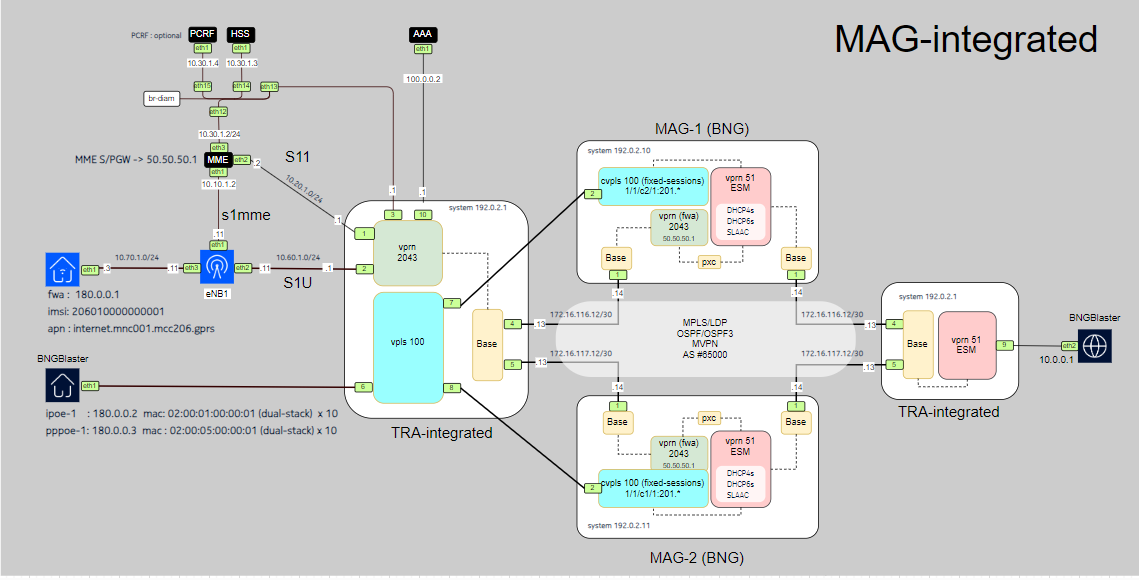 MAG-integrated
PCRF : optional
PCRF
HSS
AAA
eth1
eth1
eth1
10.30.1.4
10.30.1.3
100.0.0.2
eth15
eth14
eth13
br-diam
eth12
10.30.1.2/24
eth3
MME S/PGW -> 50.50.50.1
MME
eth2
.2
S11
eth1
10.10.1.2
10.20.1.0/24
s1mme
.11
eth1
.1
.1
.1
3
10
system 192.0.2.1
1
vprn
2043
2
10.70.1.0/24
eth1
.3
.11
eth3
eth2
.11
10.60.1.0/24
.1
S1U
eNB1
fwa : 180.0.0.1
imsi: 206010000000001
apn : internet.mnc001.mcc206.gprs
BNGBlaster
eth1
6
ipoe-1 : 180.0.0.2 mac: 02:00:01:00:00:01 (dual-stack) x 10
pppoe-1: 180.0.0.3 mac : 02:00:05:00:00:01 (dual-stack) x 10
7
vpls 100
8
Base
4
.13
5
.13
TRA-integrated
MAG-1 (BNG)
system 192.0.2.10
2
cvpls 100 (fixed-sessions)
1/1/c2/1:201.*
vprn 51
ESM
DHCP4s
DHCP6s
SLAAC
vprn (fwa)
2043
50.50.50.1
Base
pxc
Base
1
1
.14
.14
172.16.116.12/30
172.16.116.12/30
MPLS/LDP
OSPF/OSPF3
MVPN
AS #65000
172.16.117.12/30
172.16.117.12/30
.14
.14
1
1
Base
pxc
Base
vprn (fwa)
2043
50.50.50.1
vprn 51
ESM
DHCP4s
DHCP6s
SLAAC
2
cvpls 100 (fixed-sessions)
1/1/c1/1:201.*
system 192.0.2.11
MAG-2 (BNG)
system 192.0.2.1
.13
4
Base
vprn 51
ESM
9
.13
5
TRA-integrated
BNGBlaster
eth2
10.0.0.1